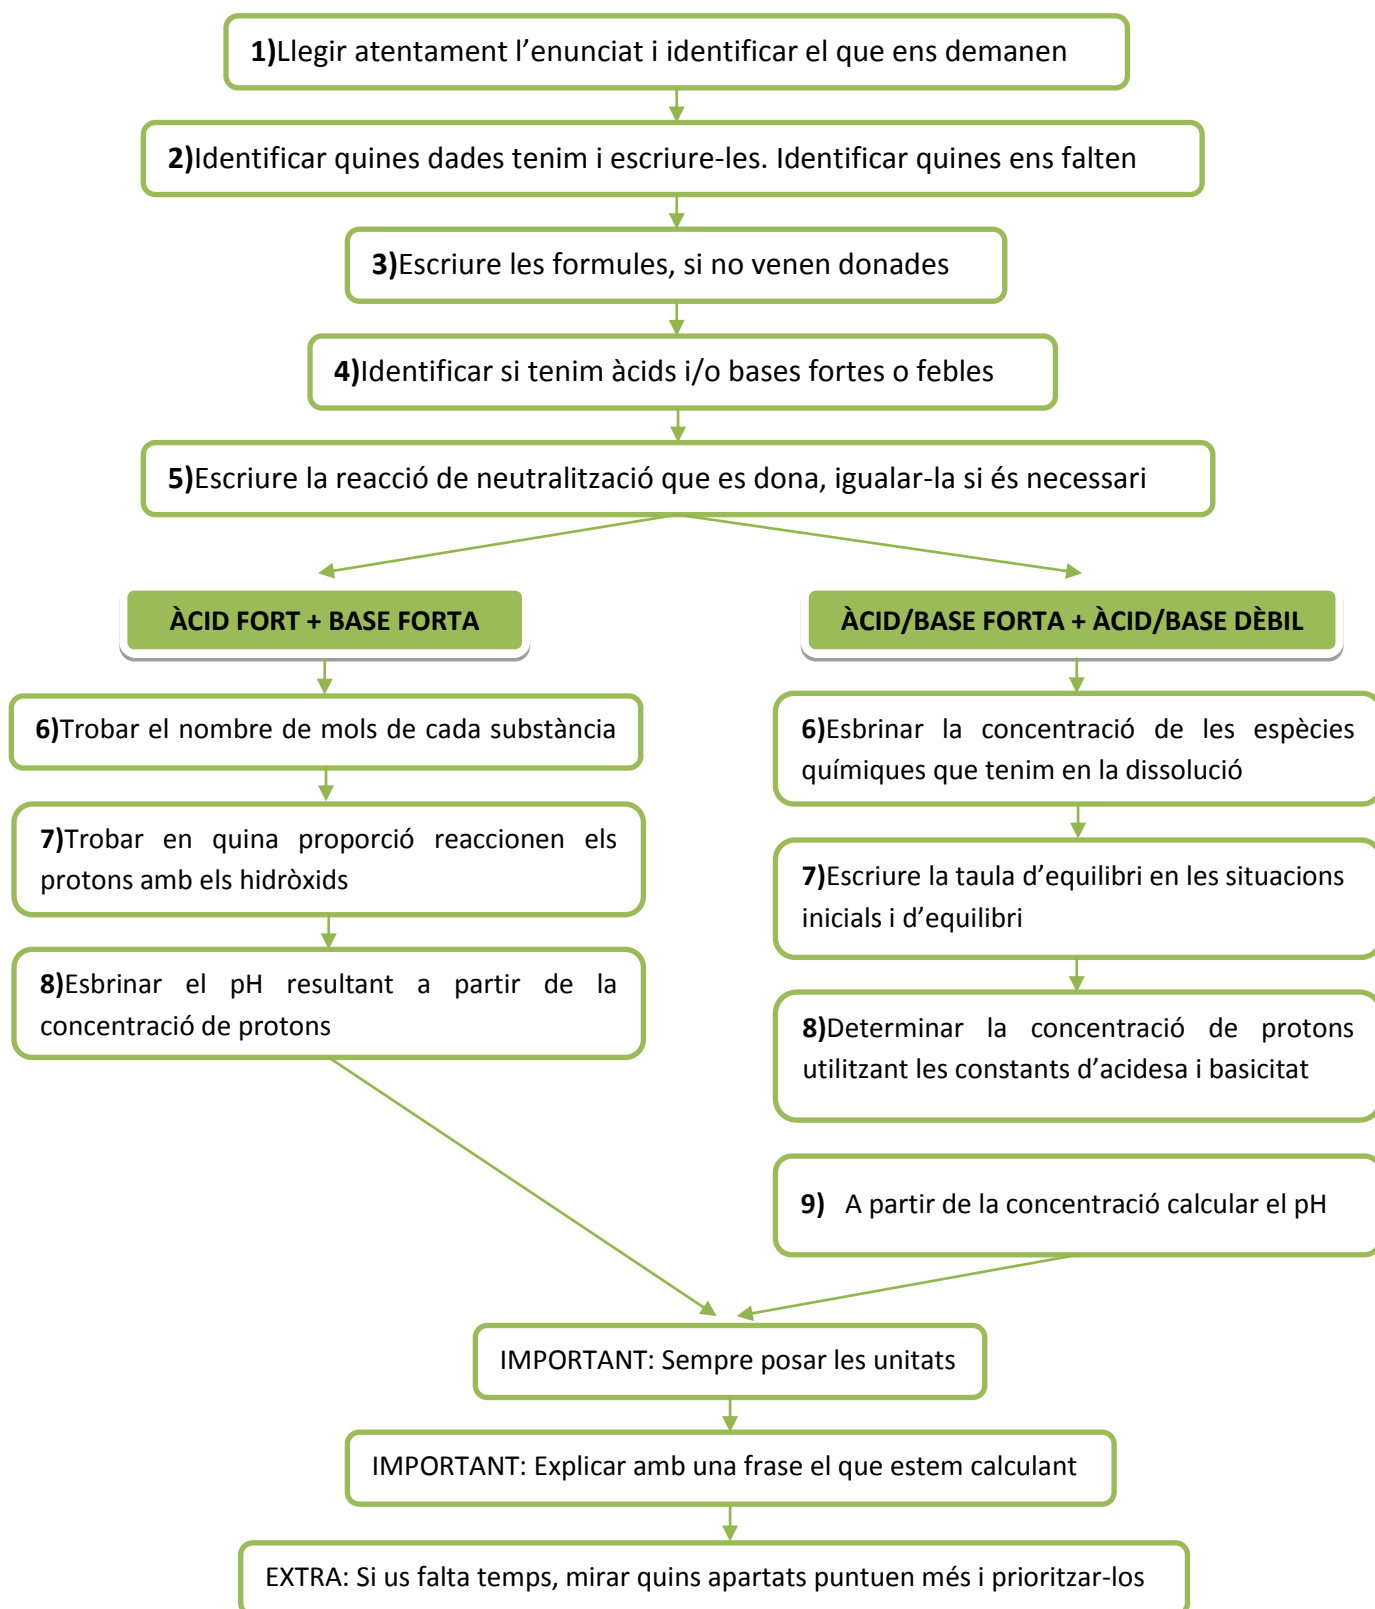 1)Llegir atentament l’enunciat i identificar el que ens demanen
2)Identificar quines dades tenim i escriure-les. Identificar quines ens falten
3)Escriure les formules, si no venen donades
4)Identificar si tenim àcids i/o bases fortes o febles
5)Escriure la reacció de neutralització que es dona, igualar-la si és necessari
ÀCID FORT + BASE FORTA
6)Trobar el nombre de mols de cada substància
7)Trobar en quina proporció reaccionen els
protons amb els hidròxids
8)Esbrinar el pH resultant a partir de la
concentració de protons
ÀCID/BASE FORTA + ÀCID/BASE DÈBIL
6)Esbrinar la concentració de les espècies
químiques que tenim en la dissolució
7)Escriure la taula d’equilibri en les situacions
inicials i d’equilibri
8)Determinar la concentració de protons
utilitzant les constants d’acidesa i basicitat
9) A partir de la concentració calcular el pH
IMPORTANT: Sempre posar les unitats
IMPORTANT: Explicar amb una frase el que estem calculant
EXTRA: Si us falta temps, mirar quins apartats puntuen més i prioritzar-los